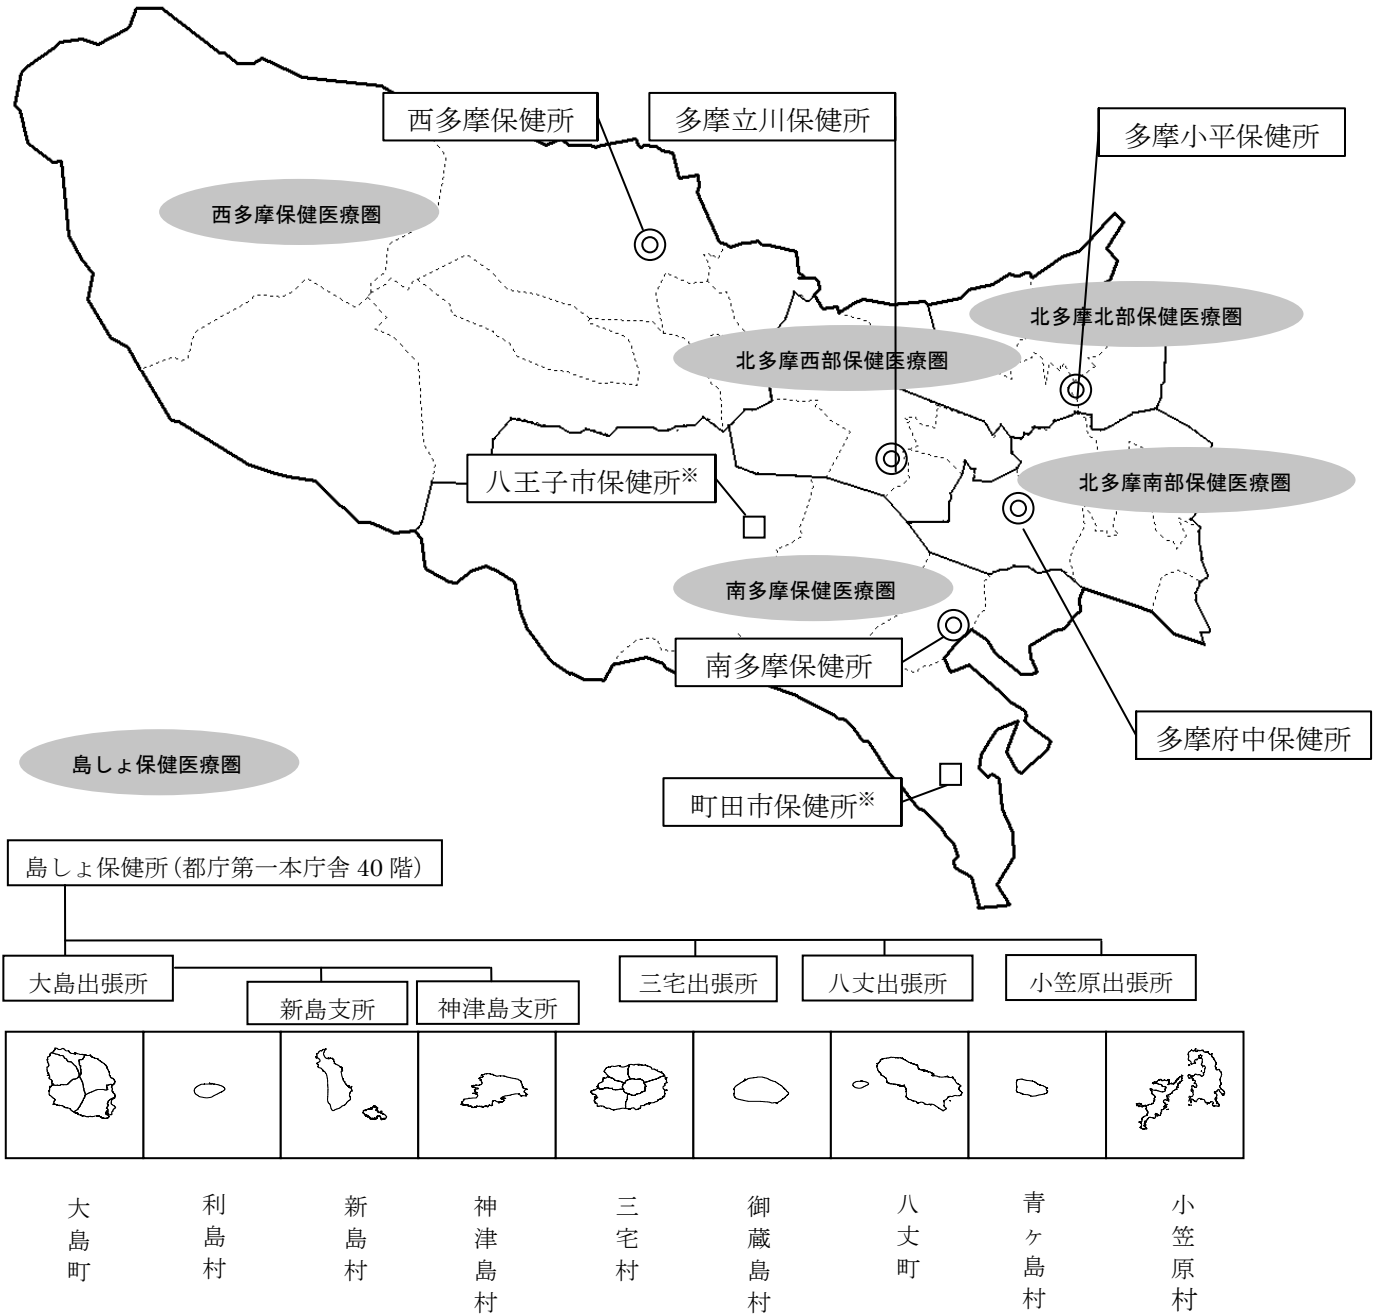 西多摩保健所
多摩立川保健所
多摩小平保健所
西多摩保健医療圏
北多摩北部保健医療圏
北多摩西部保健医療圏
八王子市保健所※
北多摩南部保健医療圏
南多摩保健医療圏
南多摩保健所
多摩府中保健所
島しょ保健医療圏
町田市保健所※
島しょ保健所(都庁第一本庁舎 40 階)
大島出張所
新島支所
神津島支所
三宅出張所
八丈出張所
小笠原出張所
大島町
利島村
新島村
神津島村
三宅村
御蔵島村
八丈町
青ヶ島村
小笠原村